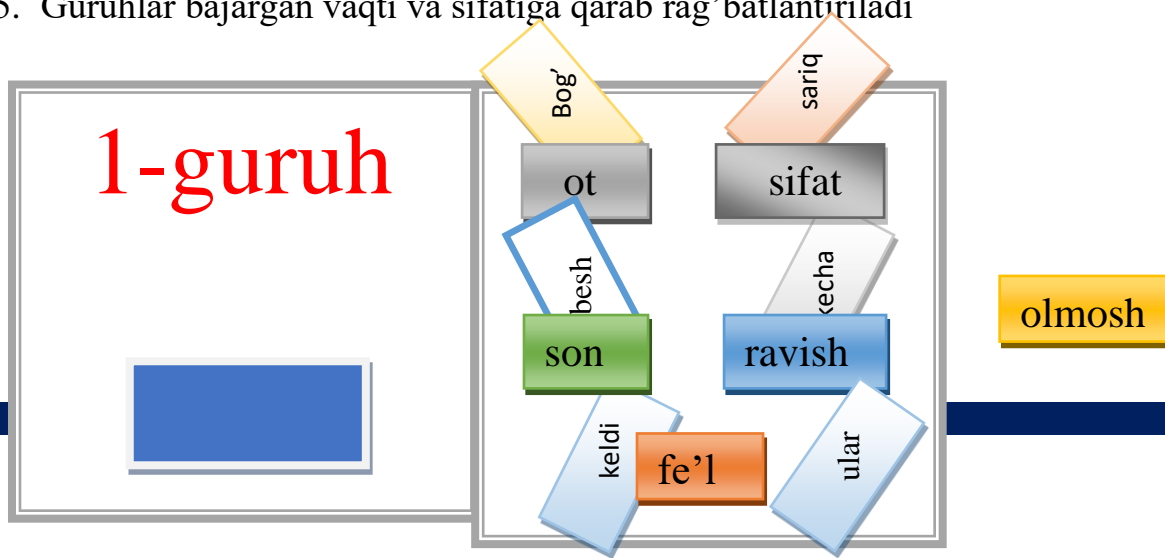 5. Guruhlar bajargan vaqti va sifatiga qarab rag’batlantiriladi
1-guruh
Bog’
sariq
ot
sifat
besh
kecha
son
ravish
olmosh
keldi
fe’l
ular